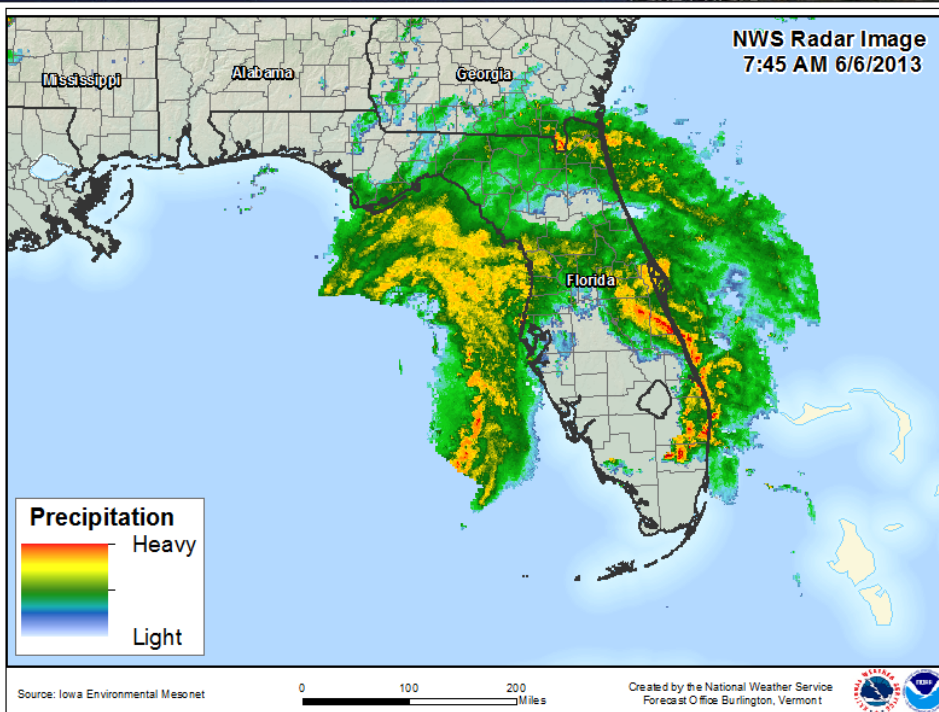 NWS Radar Image
7:45 AM 6/6/2013
Mississippi
Alabama
Georgia
Florida
Precipitation
Heavy
Light
Source: Iowa Environmental Mesonet
0 100 200
Miles
Created by the National Weather Service
Forecast Office Burlington, Vermont